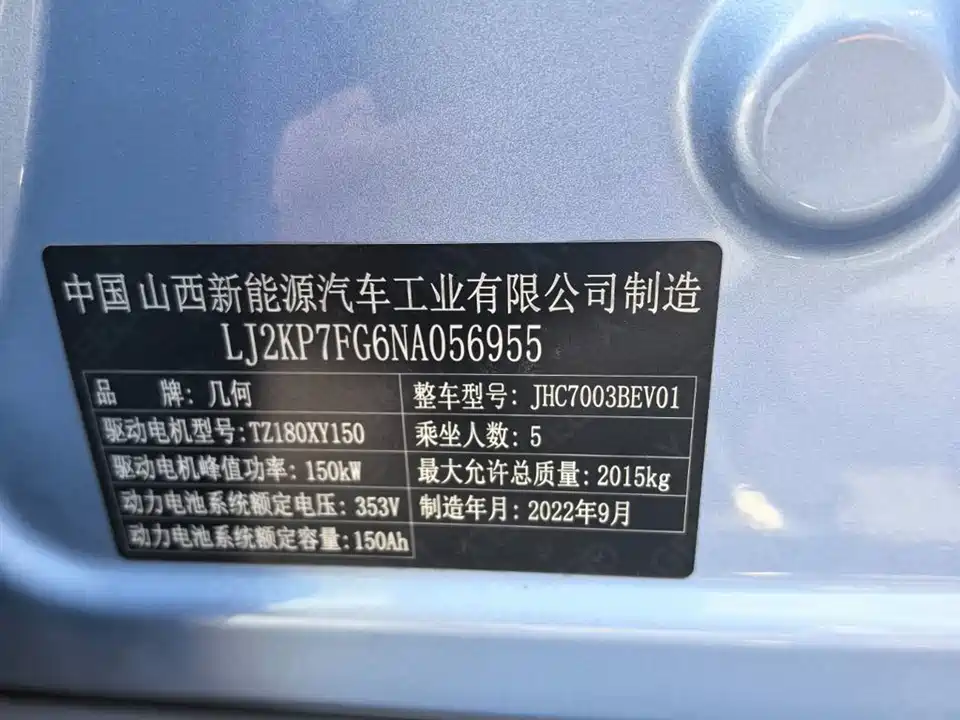 中国 山西新能源汽车工业有限公司制造
LJ2KP7FG6NA056955
品 牌: 几何 整车型号: JHC7003BEV01
驱动电机型号: TZ180XY150 乘坐人数: 5
驱动电机峰值功率: 150kW 最大允许总质量: 2015kg
动力电池系统额定电压: 353V 制造年月: 2022年9月
动力电池系统额定容量: 150Ah